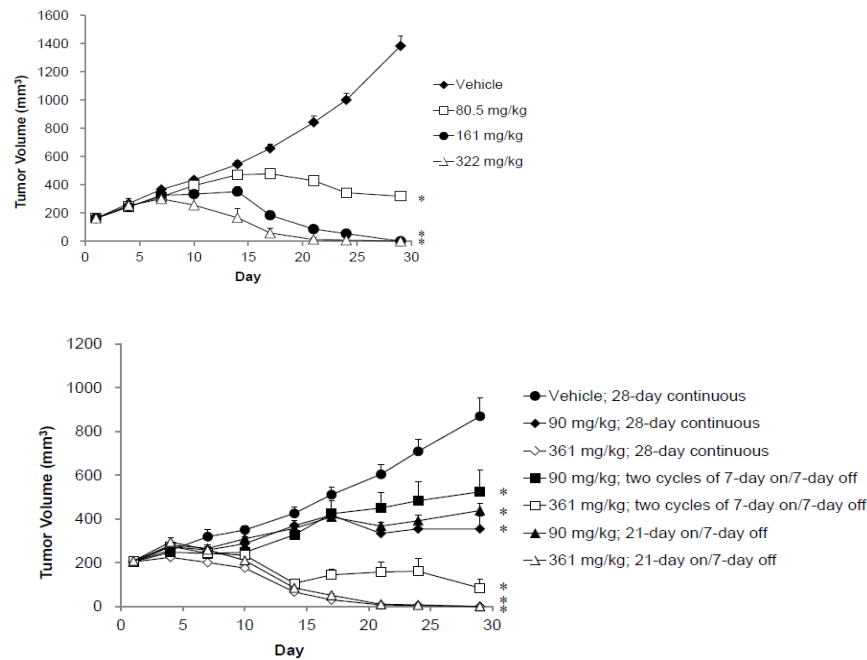 1600
1400
1200
1000
800
600
400
200
0
Tumor Volume (mm³)
0 5 10 15 20 25 30
Day
Vehicle
80.5 mg/kg
161 mg/kg
322 mg/kg
*
*
*
1200
1000
800
600
400
200
0
Tumor Volume (mm³)
0 5 10 15 20 25 30
Day
Vehicle; 28-day continuous
90 mg/kg; 28-day continuous
361 mg/kg; 28-day continuous
90 mg/kg; two cycles of 7-day on/7-day off
361 mg/kg; two cycles of 7-day on/7-day off
90 mg/kg; 21-day on/7-day off
361 mg/kg; 21-day on/7-day off
*
*
*
*
*
*